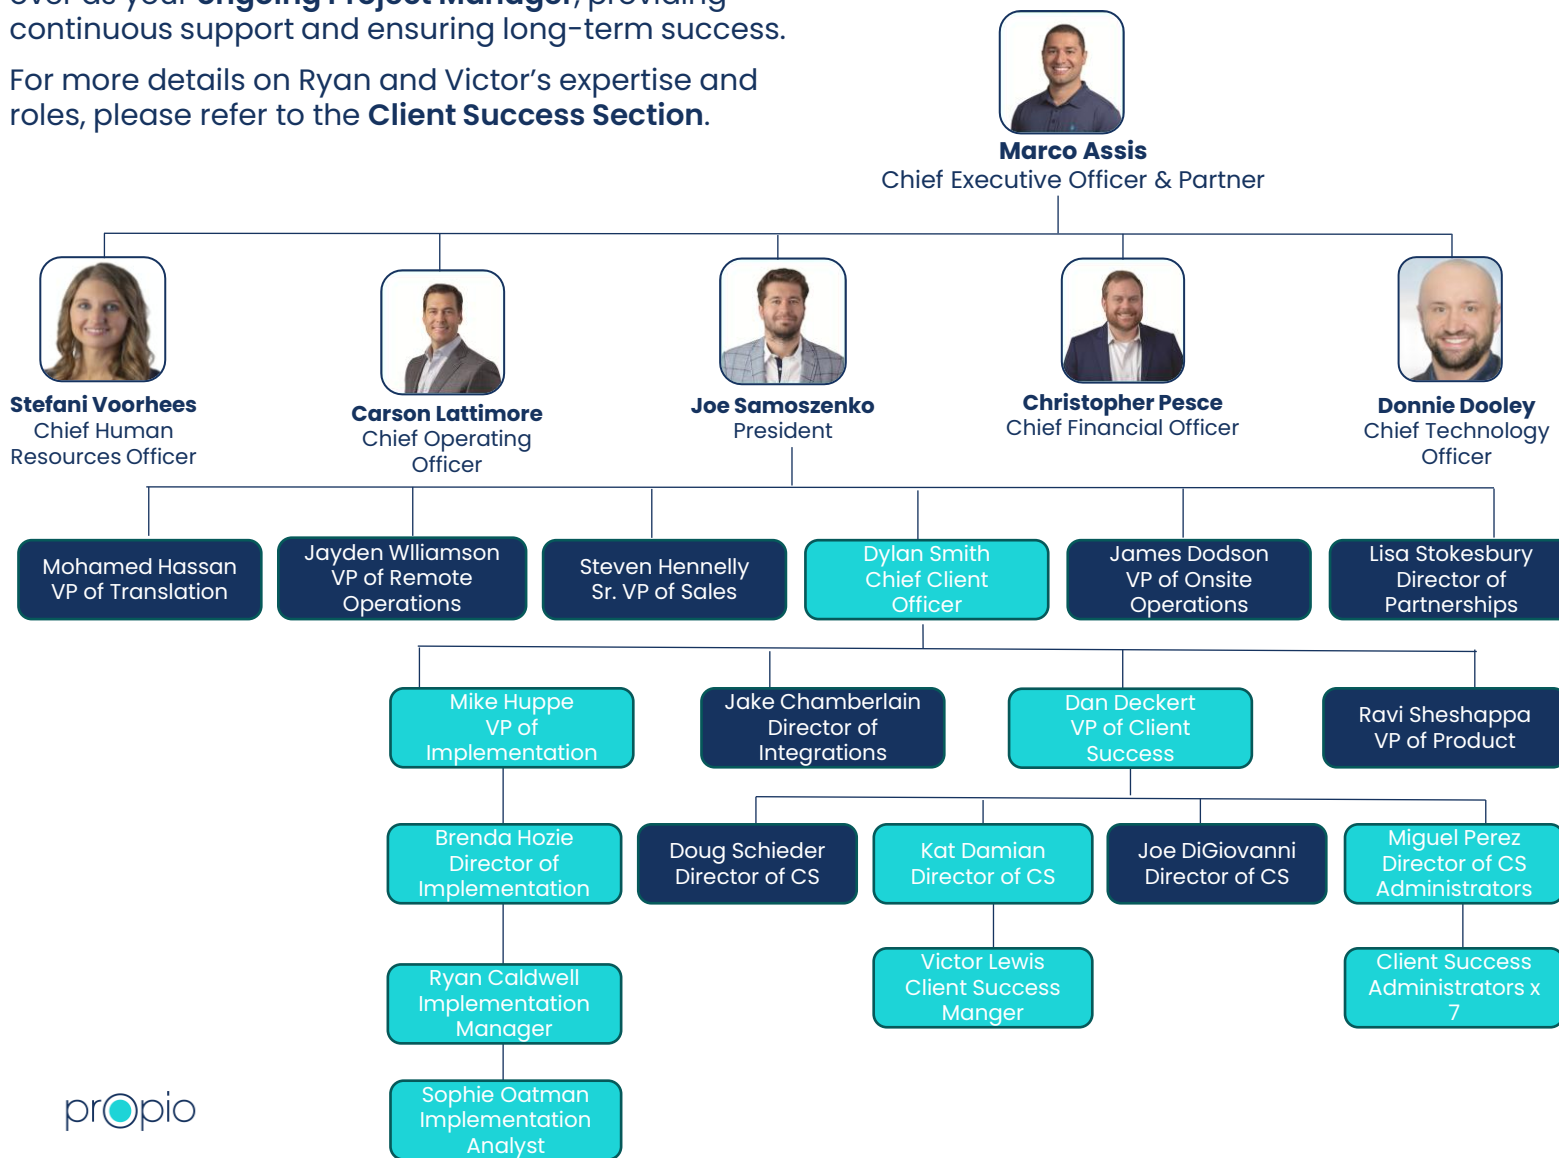 over as your ongoing Project Manager, providing
continuous support and ensuring long-term success.
For more details on Ryan and Victor's expertise and
roles, please refer to the Client Success Section.
Marco Assis
Chief Executive Officer & Partner
Stefani Voorhees
Chief Human
Resources Officer
Carson Lattimore
Chief Operating
Officer
Joe Samoszenko
President
Christopher Pesce
Chief Financial Officer
Donnie Dooley
Chief Technology
Officer
Mohamed Hassan
VP of Translation
Jayden Wlliamson
VP of Remote
Operations
Steven Hennelly
Sr. VP of Sales
Dylan Smith
Chief Client
Officer
James Dodson
VP of Onsite
Operations
Lisa Stokesbury
Director of
Partnerships
Mike Huppe
VP of
Implementation
Jake Chamberlain
Director of
Integrations
Dan Deckert
VP of Client
Success
Ravi Sheshappa
VP of Product
Brenda Hozie
Director of
Implementation
Doug Schieder
Director of CS
Kat Damian
Director of CS
Joe DiGiovanni
Director of CS
Miguel Perez
Director of CS
Administrators
Ryan Caldwell
Implementation
Manager
Victor Lewis
Client Success
Manger
Client Success
Administrators x
7
Sophie Oatman
Implementation
Analyst
propio